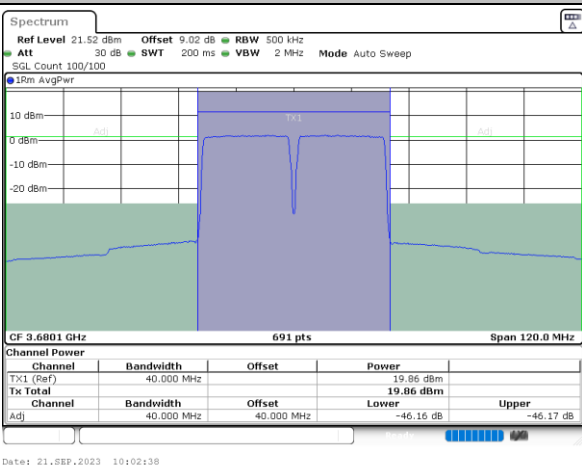 Spectrum
Ref Level 21.52 dBm Offset 9.02 dB RBW 500 kHz
Att 30 dB SWT 200 ms VBW 2 MHz Mode Auto Sweep
SGL Count 100/100
1Rm AvgPwr
TX1
10 dBm
Adj
Adj
0 dBm
-10 dBm
-20 dBm
CF 3.6801 GHz 691 pts Span 120.0 MHz
Channel Power
Channel Bandwidth Offset Power
TX1 (Ref) 40.000 MHz 19.86 dBm
Tx Total 19.86 dBm
Channel Bandwidth Offset Lower Upper
Adj 40.000 MHz 40.000 MHz -46.16 dB -46.17 dB
Ready
Date: 21.SEP.2023 10:02:38